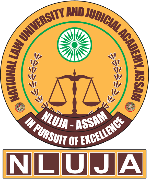 NATIONAL LAW UNIVERSITY AND JUDICIAL ACADEMY, ASSAM
NLUJA - ASSAM
IN PURSUIT OF EXCELLENCE
NLUJA